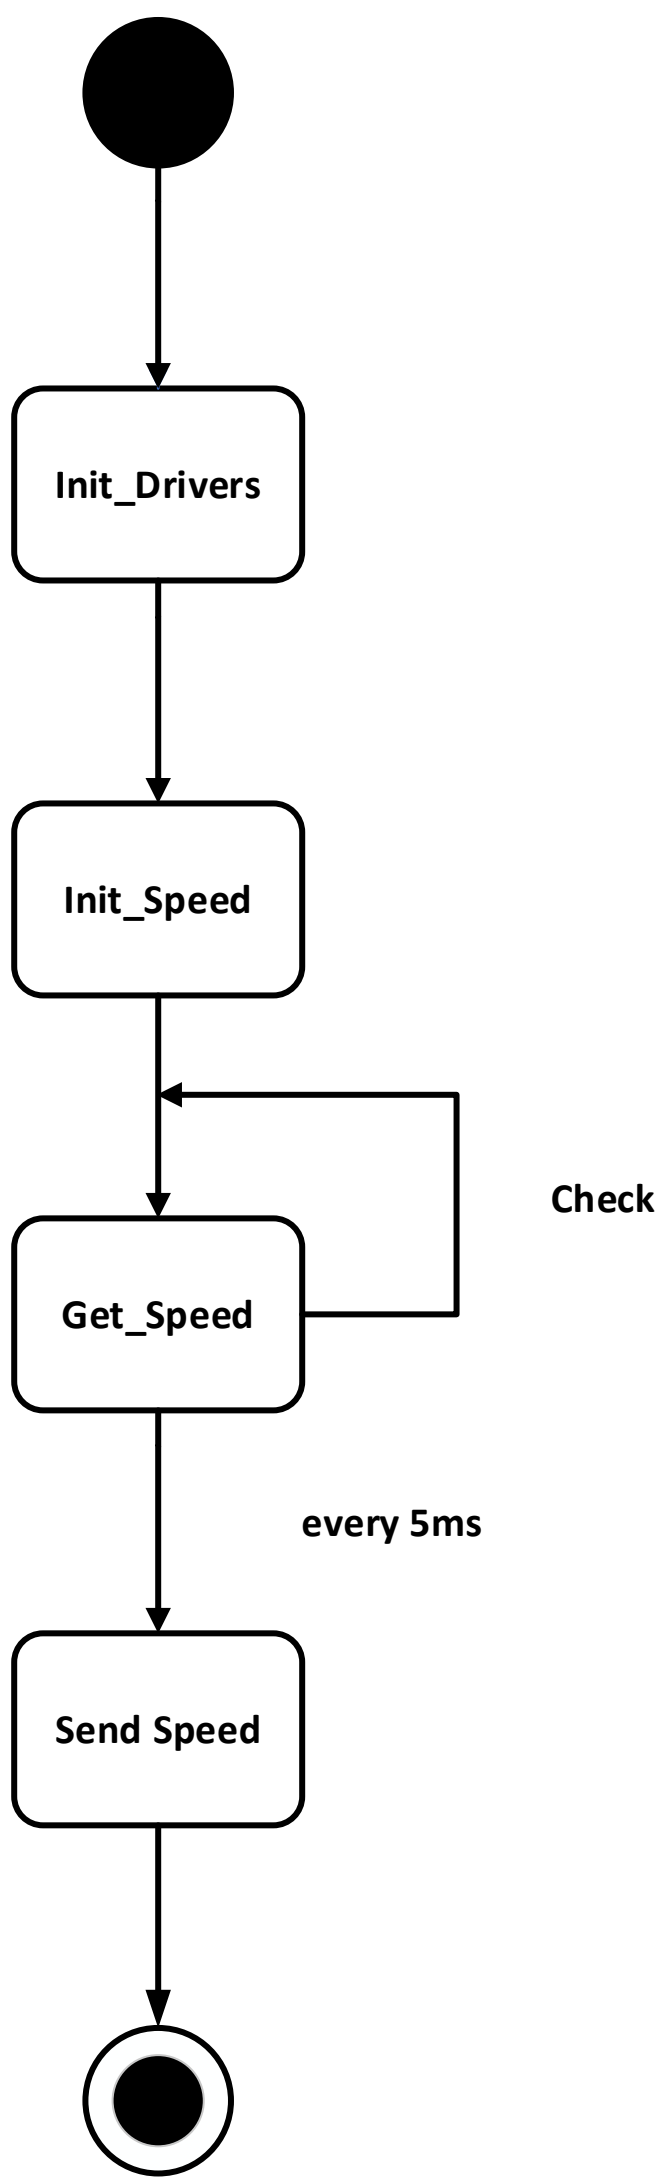 Init_Drivers
Init_Speed
Check
Get_Speed
every 5ms
Send Speed